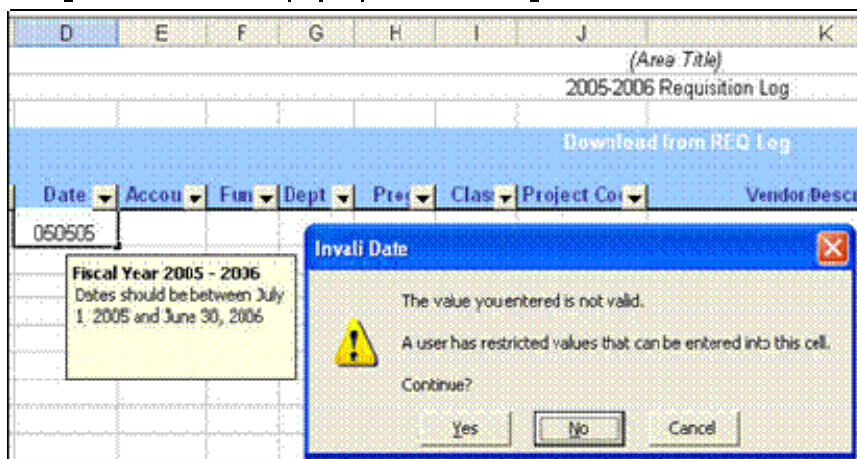 D E F G H I J K
(Area Title)
2005-2006 Requisition Log
Download from REQ Log
Date Accou Fun Dept Pro Clas Project Co Vendor Descr
050505
Fiscal Year 2005 - 2006
Dates should be between July
1, 2005 and June 30, 2006
Invali Date
The value you entered is not valid.
A user has restricted values that can be entered into this cell.
Continue?
Yes No Cancel